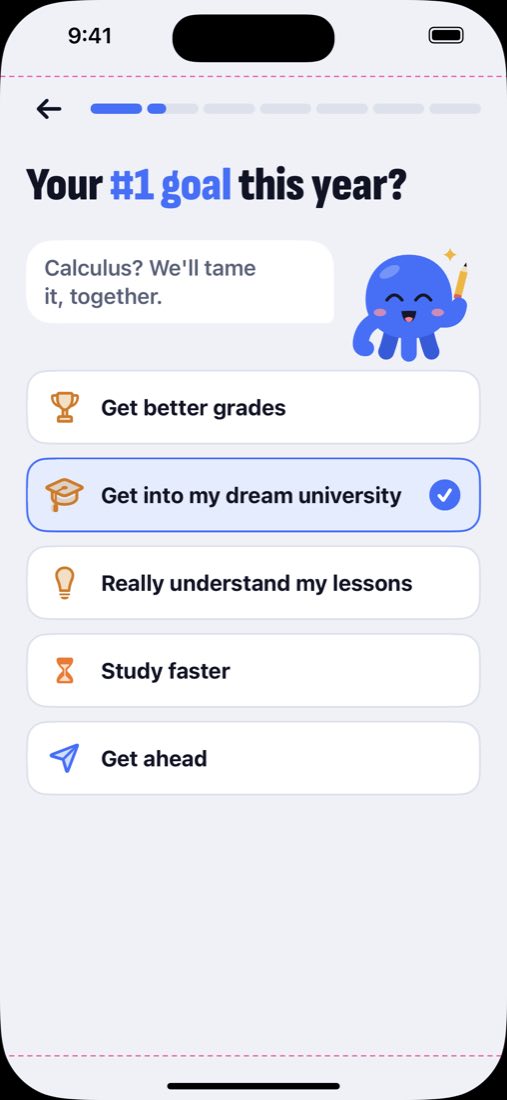 9:41
Your #1 goal this year?
Calculus? We'll tame
it, together.
Get better grades
Get into my dream university
Really understand my lessons
Study faster
Get ahead